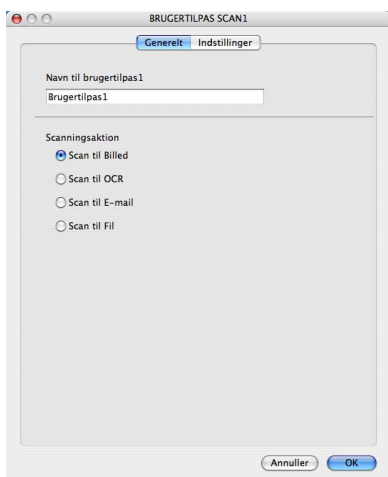 BRUGERTILPAS SCAN1
Generelt Indstillinger
Navn til brugertilpas1
Brugertilpas1
Scanningsaktion
Scan til Billed
Scan til OCR
Scan til E-mail
Scan til Fil
Annuller OK